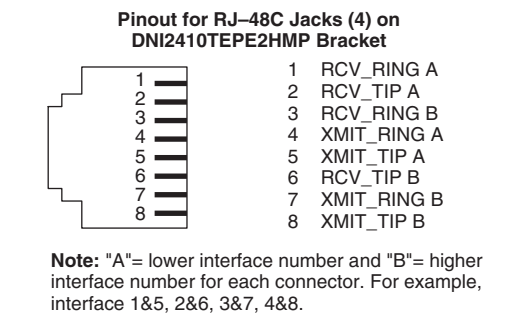 Pinout for RJ–48C Jacks (4) on
DNI2410TEPE2HMP Bracket
1
2
3
4
5
6
7
8
1 RCV_RING A
2 RCV_TIP A
3 RCV_RING B
4 XMIT_RING A
5 XMIT_TIP A
6 RCV_TIP B
7 XMIT_RING B
8 XMIT_TIP B
Note: "A"= lower interface number and "B"= higher
interface number for each connector. For example,
interface 1&5, 2&6, 3&7, 4&8.